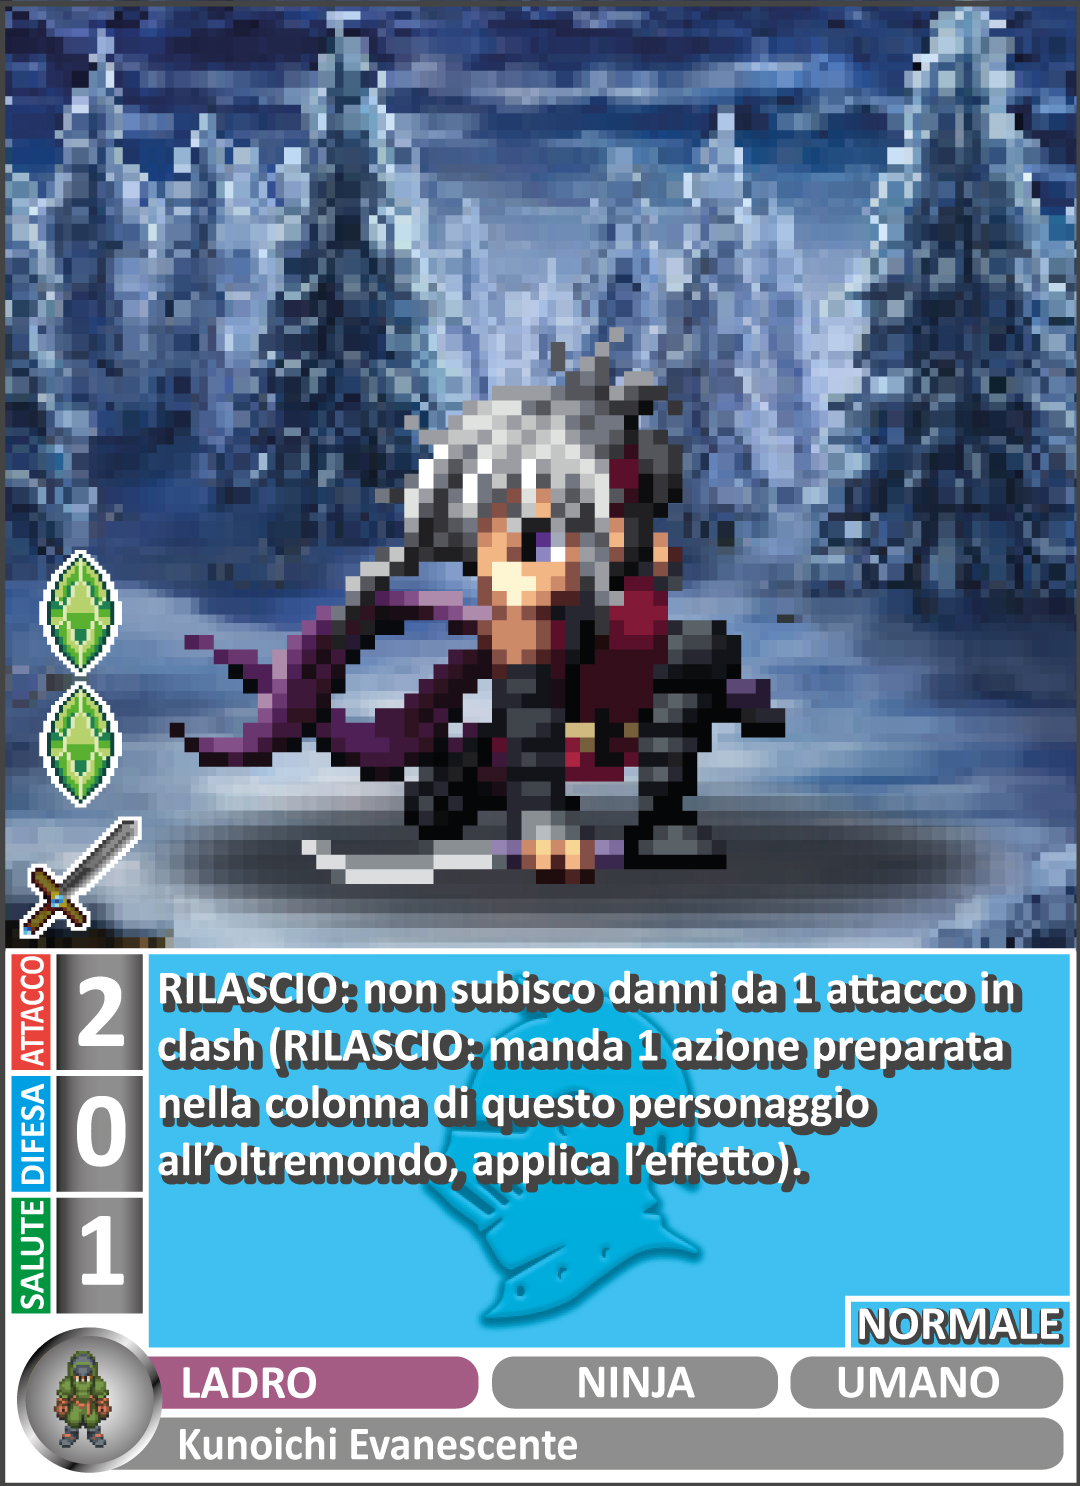 ATTACCO
2
DIFESA
0
SALUTE
1
RILASCIO: non subisco danni da 1 attacco in
clash (RILASCIO: manda 1 azione preparata
nella colonna di questo personaggio
all’oltremondo, applica l’effetto).
NORMALE
LADRO
NINJA
UMANO
Kunoichi Evanescente